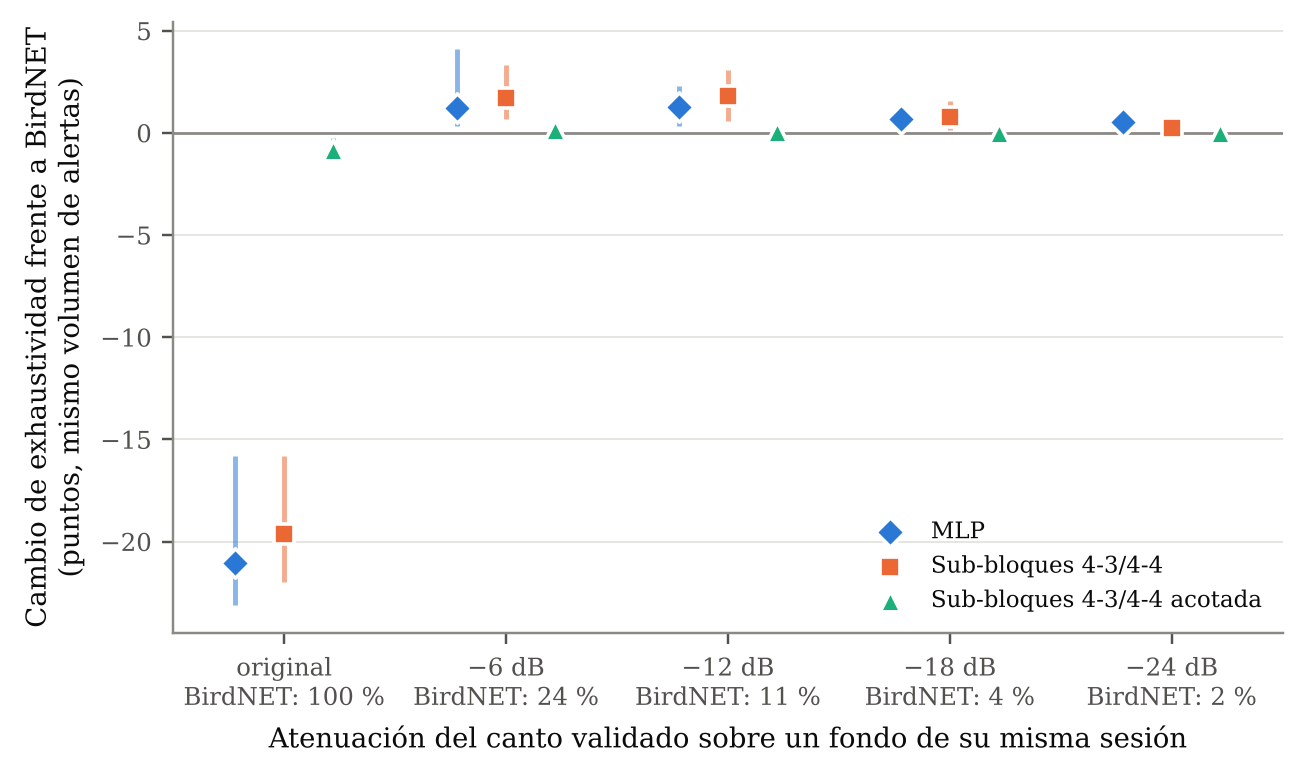 Cambio de exhaustividad frente a BirdNET
(puntos, mismo volumen de alertas)
5
0
−5
−10
−15
−20
MLP
Sub-bloques 4-3/4-4
Sub-bloques 4-3/4-4 acotada
original
BirdNET: 100 %
−6 dB
BirdNET: 24 %
−12 dB
BirdNET: 11 %
−18 dB
BirdNET: 4 %
−24 dB
BirdNET: 2 %
Atenuación del canto validado sobre un fondo de su misma sesión